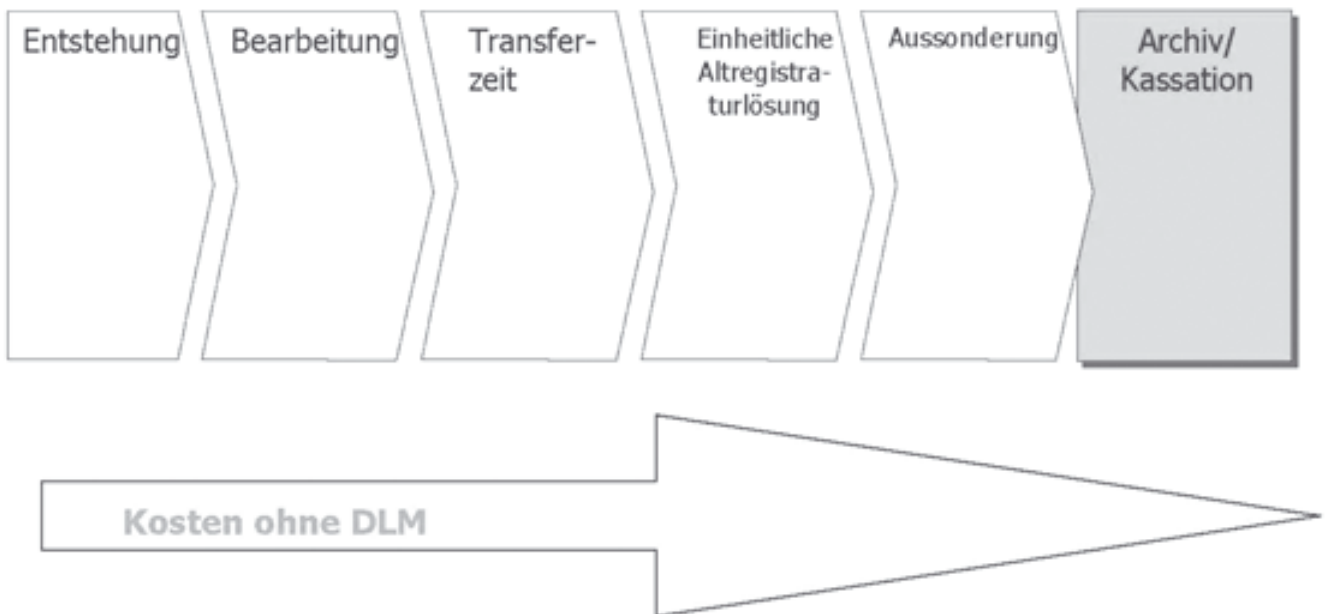 Entstehung
Bearbeitung
Transfer-
zeit
Einheitliche
Altregistra-
turlösung
Aussonderung
Archiv/
Kassation
Kosten ohne DLM